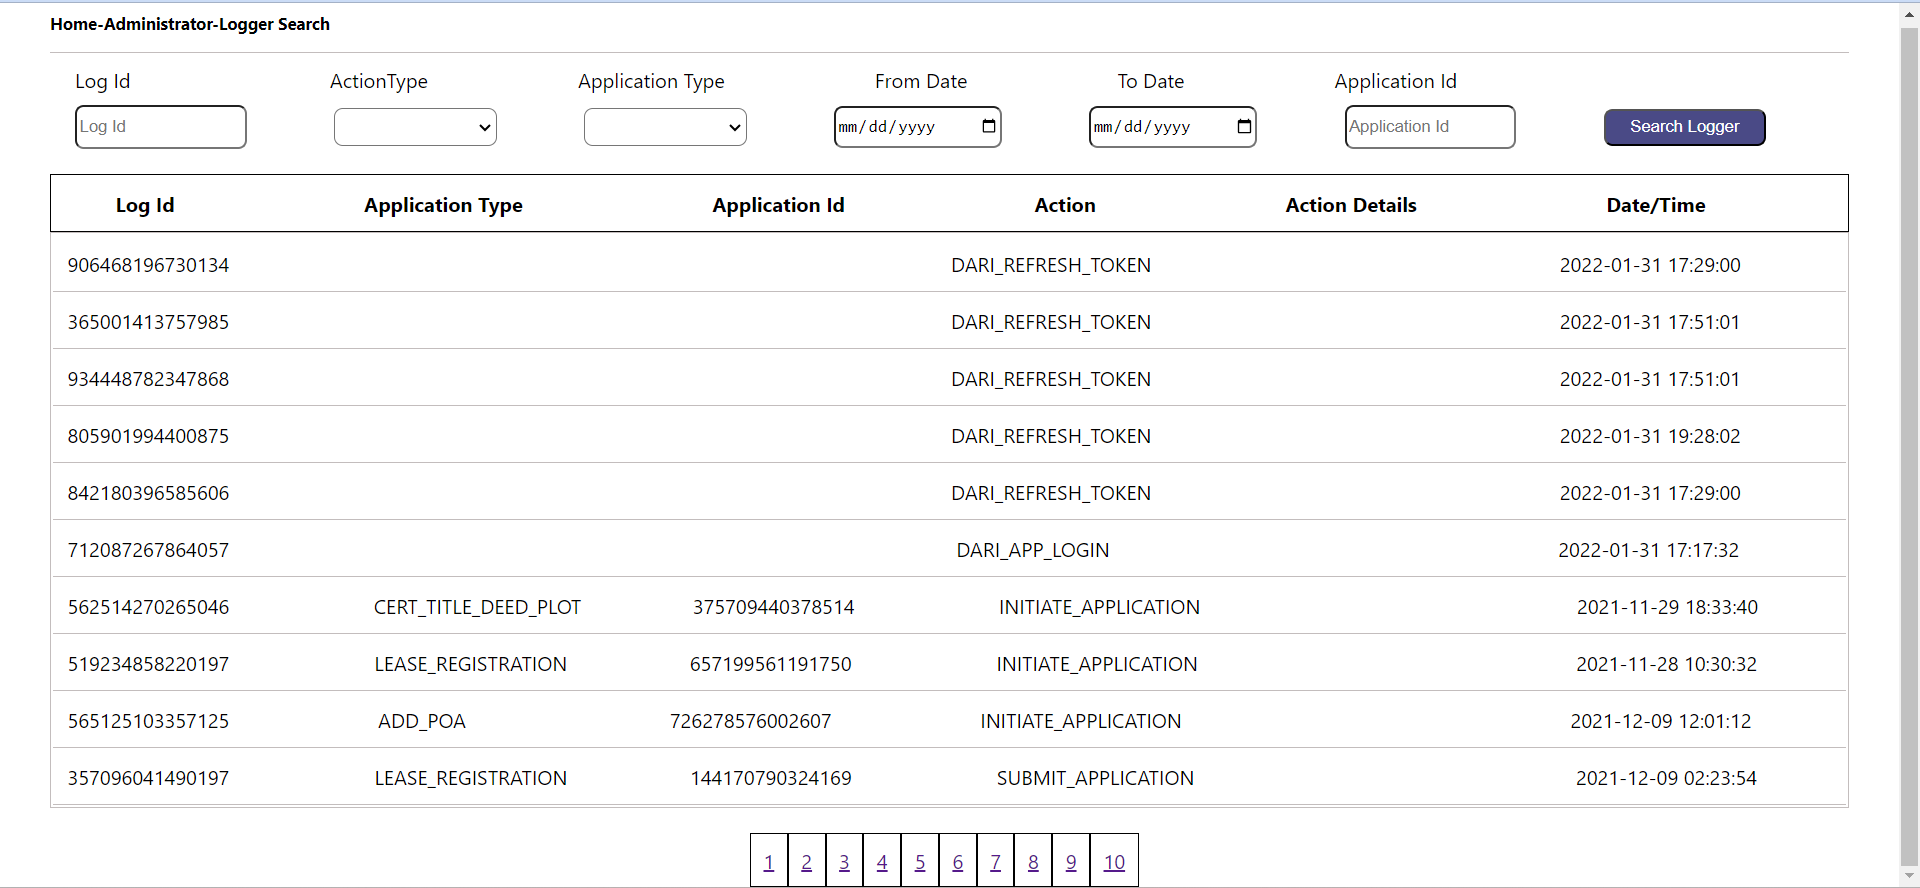 Home-Administrator-Logger Search
Log Id ActionType Application Type From Date To Date Application Id
Log Id mm/dd/yyyy mm/dd/yyyy Application Id Search Logger
Log Id Application Type Application Id Action Action Details Date/Time
906468196730134 DARI_REFRESH_TOKEN 2022-01-31 17:29:00
365001413757985 DARI_REFRESH_TOKEN 2022-01-31 17:51:01
934448782347868 DARI_REFRESH_TOKEN 2022-01-31 17:51:01
805901994400875 DARI_REFRESH_TOKEN 2022-01-31 19:28:02
842180396585606 DARI_REFRESH_TOKEN 2022-01-31 17:29:00
712087267864057 DARI_APP_LOGIN 2022-01-31 17:17:32
562514270265046 CERT_TITLE_DEED_PLOT 375709440378514 INITIATE_APPLICATION 2021-11-29 18:33:40
519234858220197 LEASE_REGISTRATION 657199561191750 INITIATE_APPLICATION 2021-11-28 10:30:32
565125103357125 ADD_POA 726278576002607 INITIATE_APPLICATION 2021-12-09 12:01:12
357096041490197 LEASE_REGISTRATION 144170790324169 SUBMIT_APPLICATION 2021-12-09 02:23:54
1 2 3 4 5 6 7 8 9 10